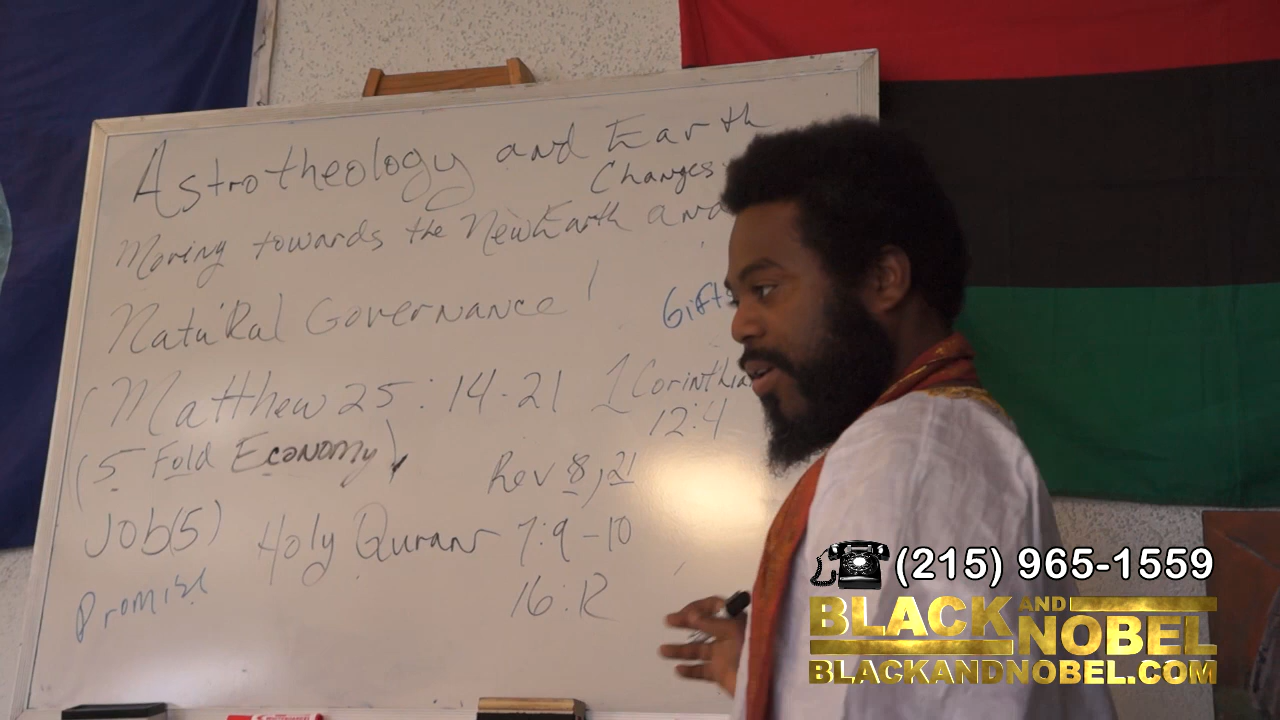 Astrotheology and Earth
Changes
Moving towards the New Earth and
Natu'Ral Governance !
Gifts
(Matthew 25:14-21
1 Corinthia
12:4
(5 Fold Economy)
Rev 8, 21
Job(5)
Holy Quran 7:9-10
16:12
Promise
(215) 965-1559
BLACK AND NOBEL
BLACKANDNOBEL.COM